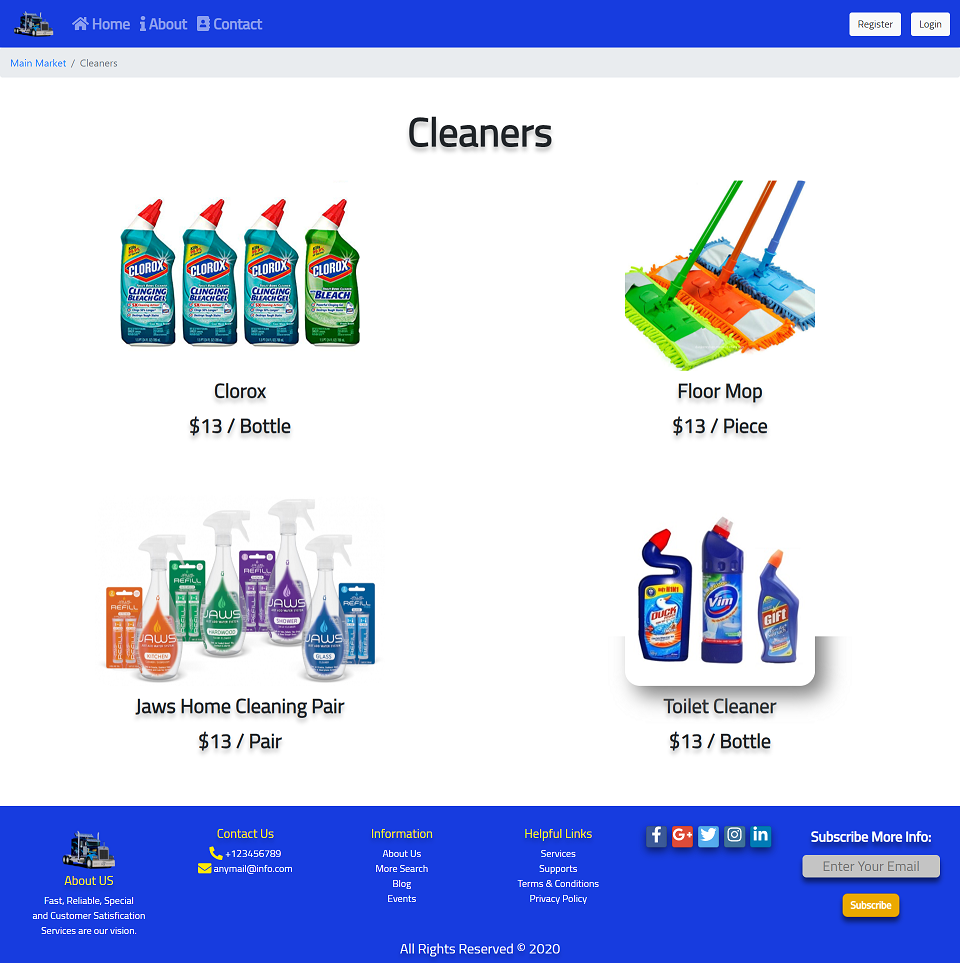 Home About Contact Register Login
Main Market / Cleaners
Cleaners
CLOROX CLOROX CLOROX CLOROX
CLINGING BLEACH GEL CLINGING BLEACH GEL CLINGING BLEACH GEL BLEACH
Clorox
$13 / Bottle
Floor Mop
$13 / Piece
REFILL REFILL REFILL REFILL
JAWS JAWS JAWS JAWS
KITCHEN HARDWOOD SHOWER GLASS
Jaws Home Cleaning Pair
$13 / Pair
DUCK Vim GIFT
Toilet Cleaner
$13 / Bottle
About US
Fast, Reliable, Special
and Customer Satisfication
Services are our vision.
Contact Us
+123456789
anymail@info.com
Information
About Us
More Search
Blog
Events
Helpful Links
Services
Supports
Terms & Conditions
Privacy Policy
Subscribe More Info:
Enter Your Email
Subscribe
All Rights Reserved © 2020